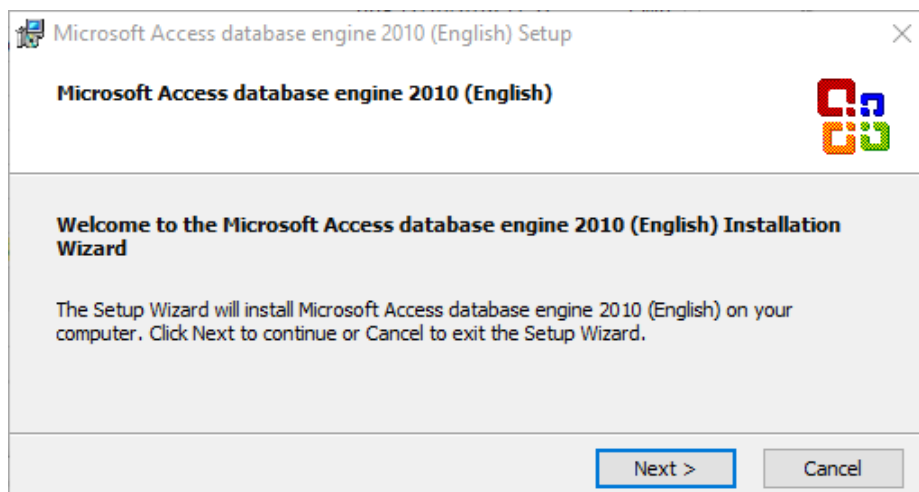 Microsoft Access database engine 2010 (English) Setup
Microsoft Access database engine 2010 (English)
Welcome to the Microsoft Access database engine 2010 (English) Installation
Wizard
The Setup Wizard will install Microsoft Access database engine 2010 (English) on your
computer. Click Next to continue or Cancel to exit the Setup Wizard.
Next >
Cancel